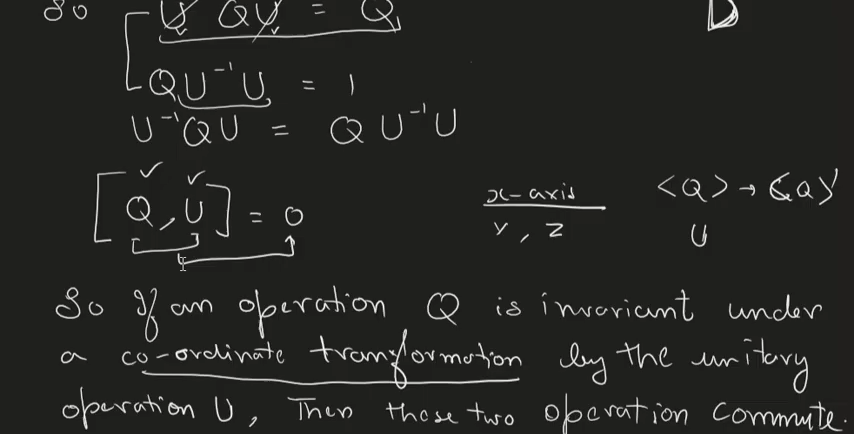 So U⁻¹QU = Q,
D
QU⁻¹U = 1
U⁻¹QU = QU⁻¹U
[Q, U] = 0
x-axis
Y, Z
<Q> → <Q>
U
So If an operation Q is invariant under
a co-ordinate transformation by the unitary
operation U, Then these two operation commute.